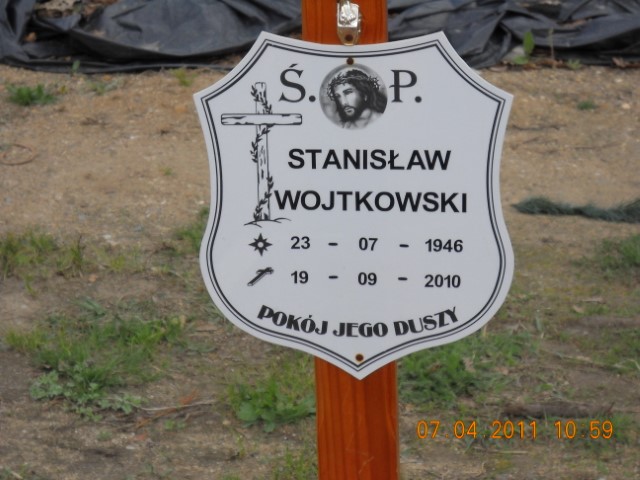 Ś. P.
STANISŁAW
WOJTKOWSKI
23 - 07 - 1946
19 - 09 - 2010
POKÓJ JEGO DUSZY
07.04.2011 10:59